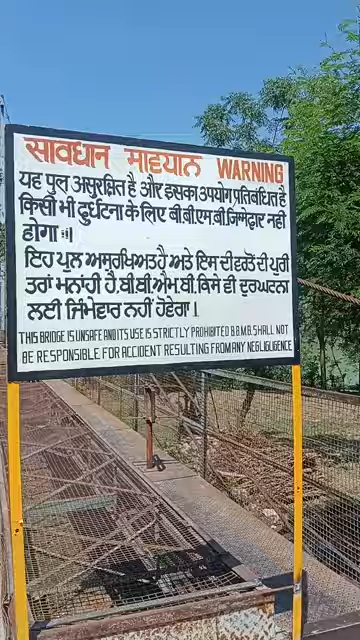 सावधान ਸਾਵਧਾਨ WARNING
यह पुल असुरक्षित है और इसका उपयोग प्रतिबंधित है
किसी भी दुर्घटना के लिए बी.बी.एम.बी. जिम्मेद्वार नही
होगा ।
ਇਹ ਪੁਲ ਅਸੁਰਖਿਅਤ ਹੈ ਅਤੇ ਇਸ ਦੀ ਵਰਤੋਂ ਦੀ ਪੁਰੀ
ਤਰਾਂ ਮਨਾਹੀ ਹੈ. ਬੀ.ਬੀ.ਐਮ.ਬੀ. ਕਿਸੇ ਵੀ ਦੁਰਘਟਨਾ
ਲਈ ਜਿੰਮੇਵਾਰ ਨਹੀਂ ਹੋਵੇਗਾ ।
THIS BRIDGE IS UNSAFE AND ITS USE IS STRICTLY PROHIBITED B.B.M.B. SHALL NOT
BE RESPONSIBLE FOR ACCIDENT RESULTING FROM ANY NEGLIGLIGENCE